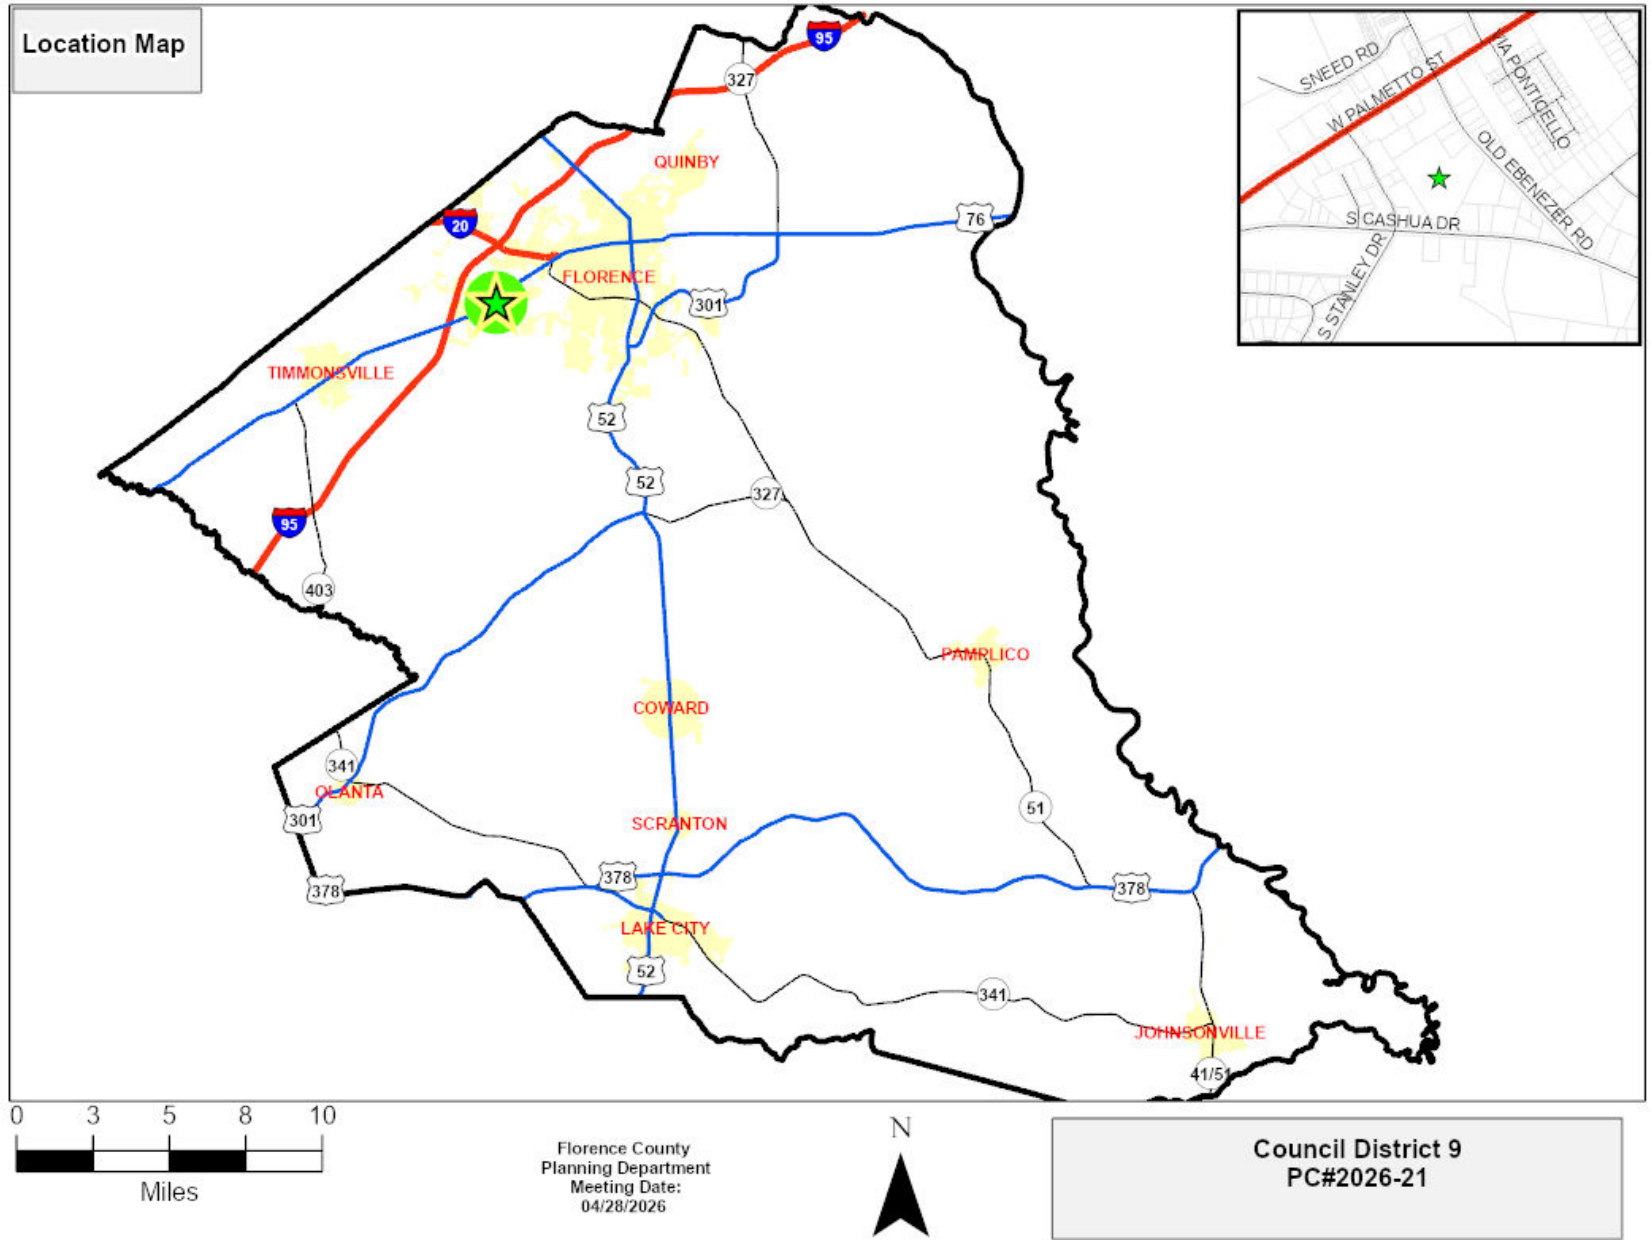 Location Map
95
327
SNEED RD
W PALMETTO ST
VIA PONTICELLO
OLD EBENEZER RD
S CASHUA DR
S STANLEY DR
QUINBY
76
20
FLORENCE
301
TIMMONSVILLE
52
52
327
95
403
PAMPLICO
COWARD
341
OLANTA
301
51
SCRANTON
378
378
378
LAKE CITY
52
341
JOHNSONVILLE
41/51
0 3 5 8 10
Miles
Florence County
Planning Department
Meeting Date:
04/28/2026
N
Council District 9
PC#2026-21